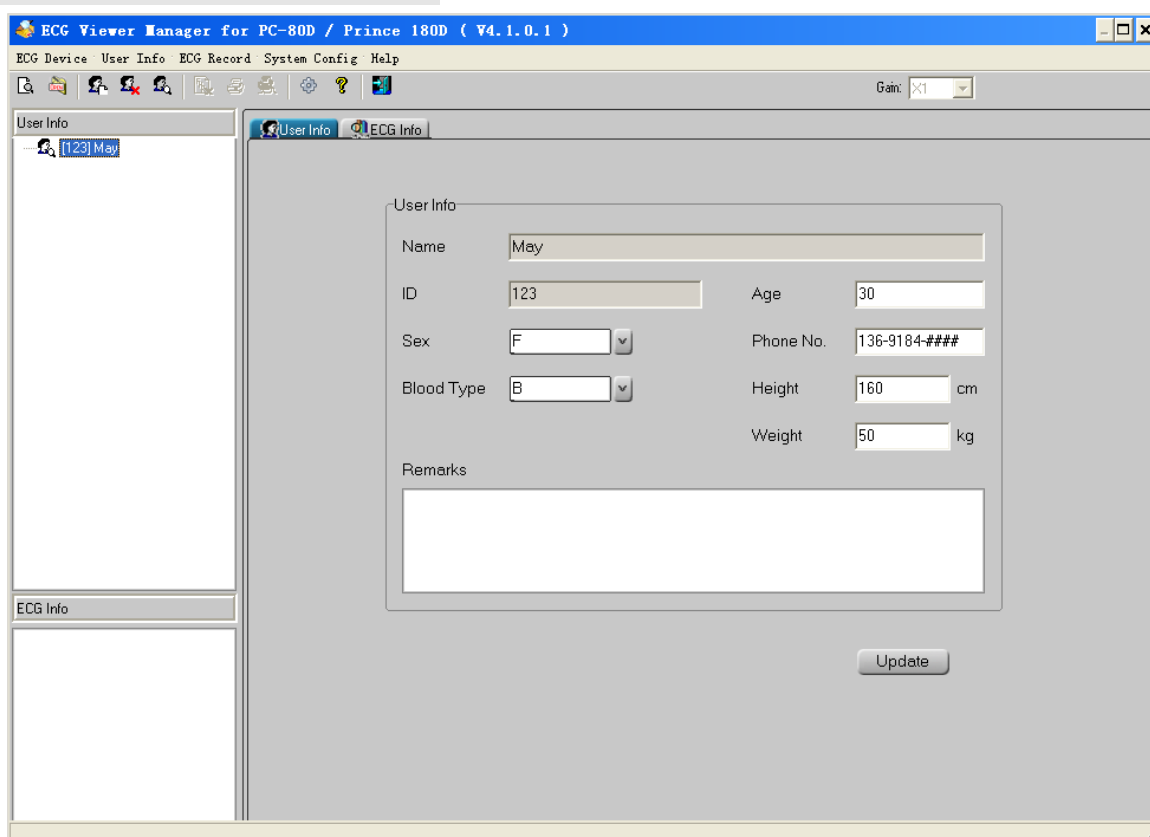 ECG Viewer Manager for PC-80D / Prince 180D ( V4.1.0.1 )
ECG Device User Info ECG Record System Config Help
Gain: X1
User Info
[123] May
ECG Info
User Info ECG Info
User Info
Name May
ID 123 Age 30
Sex F Phone No. 136-9184-####
Blood Type B Height 160 cm
Weight 50 kg
Remarks
Update